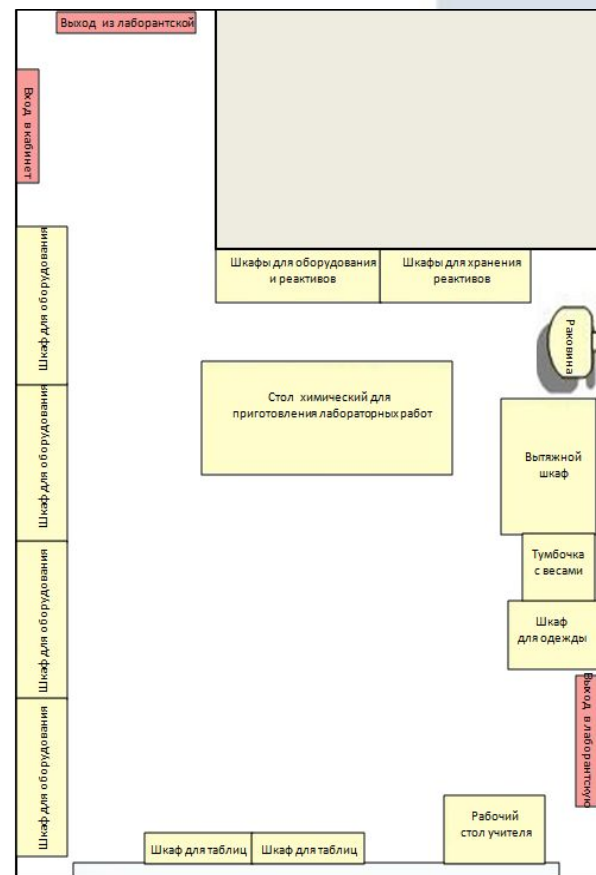 Выход из лаборантской
Вход в кабинет
Шкаф для оборудования
Шкафы для оборудования
и реактивов
Шкафы для хранения
реактивов
Раковина
Стол химический для
приготовления лабораторных работ
Шкаф для оборудования
Вытяжной
шкаф
Тумбочка
с весами
Шкаф для оборудования
Шкаф
для одежды
Выход в лаборантскую
Шкаф для оборудования
Рабочий
стол учителя
Шкаф для таблиц
Шкаф для таблиц